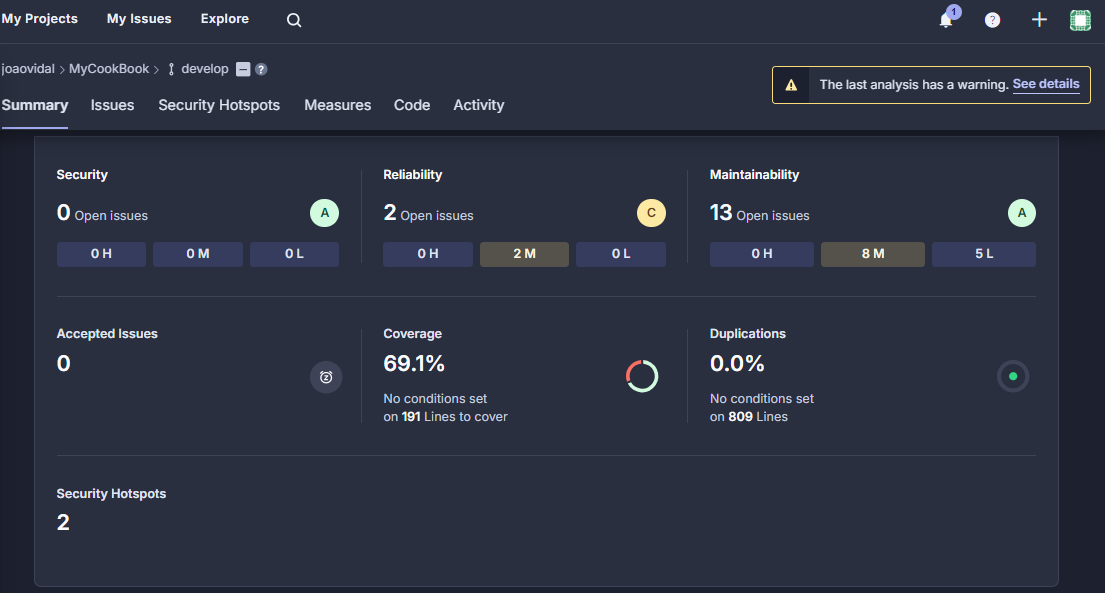 My Projects My Issues Explore 1 ?
joaovidal > MyCookBook > develop ?
The last analysis has a warning. See details
Summary Issues Security Hotspots Measures Code Activity
Security Reliability Maintainability
0 Open issues A 2 Open issues C 13 Open issues A
0 H 0 M 0 L 0 H 2 M 0 L 0 H 8 M 5 L
Accepted Issues Coverage Duplications
0 69.1% 0.0%
No conditions set No conditions set
on 191 Lines to cover on 809 Lines
Security Hotspots
2